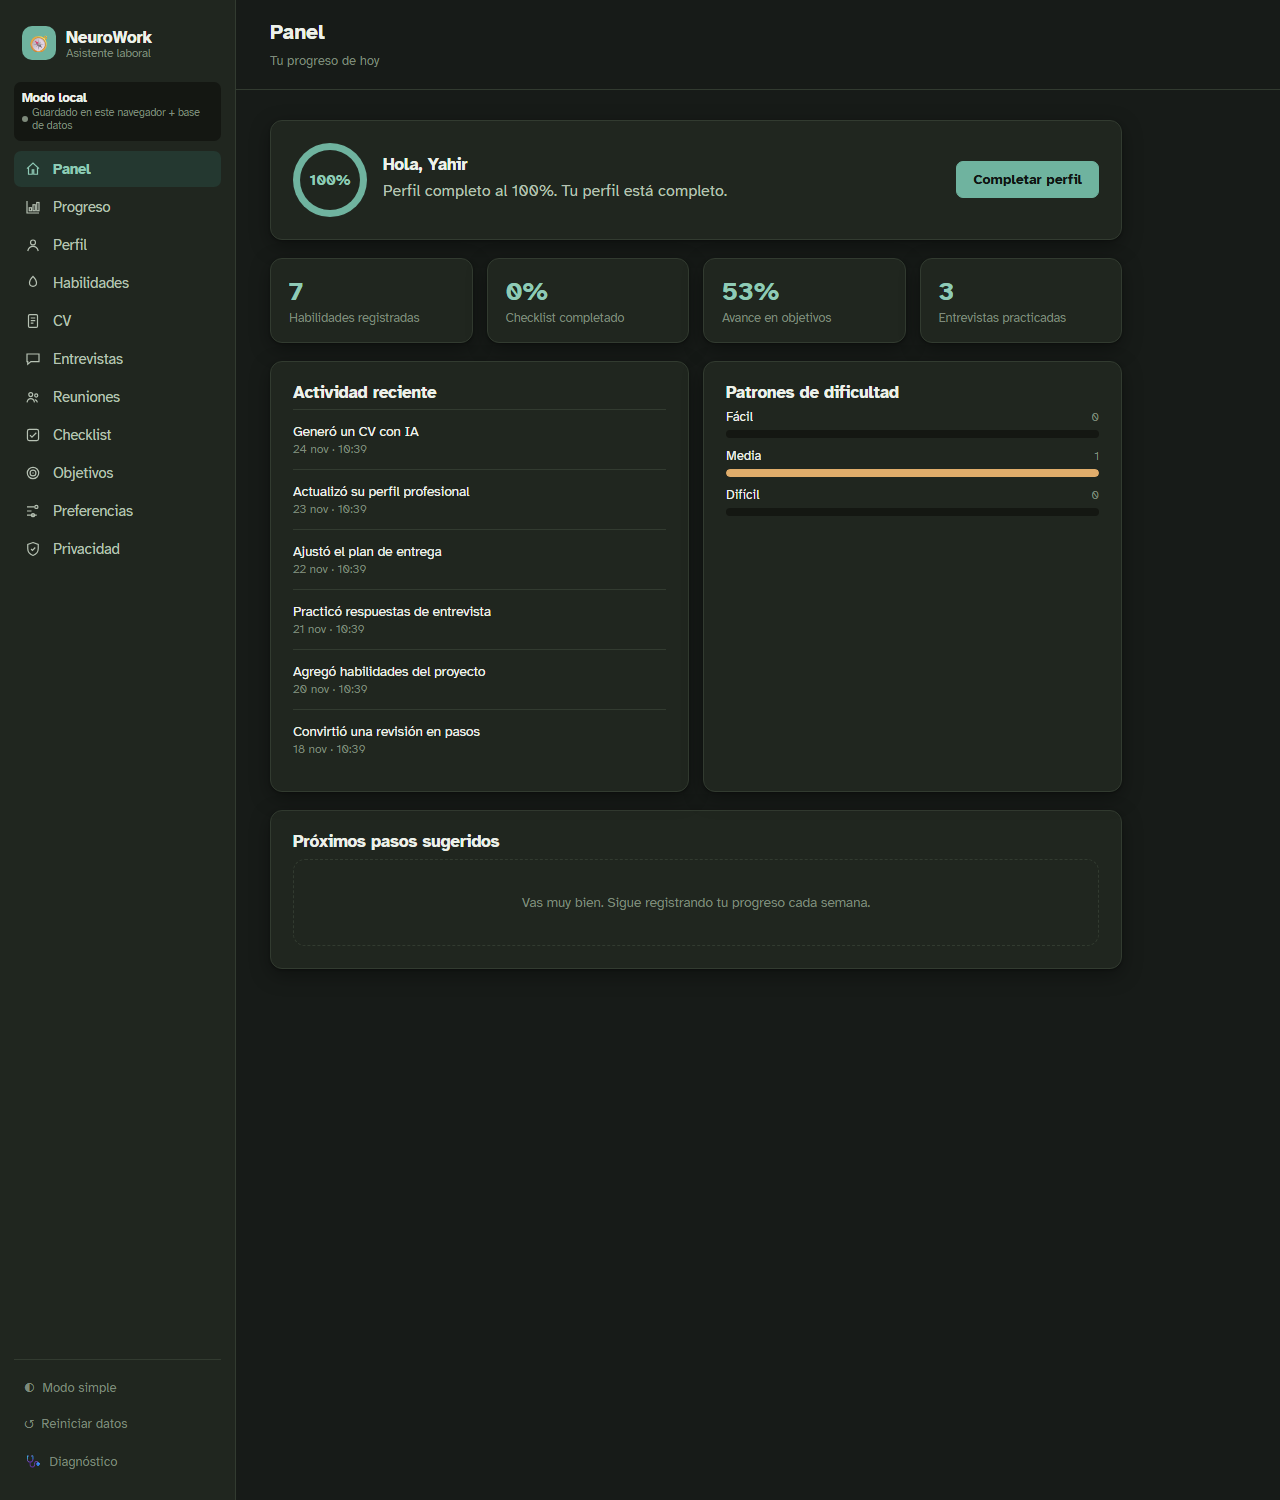 NeuroWork
Asistente laboral
Modo local
Guardado en este navegador + base
de datos
Panel
Progreso
Perfil
Habilidades
CV
Entrevistas
Reuniones
Checklist
Objetivos
Preferencias
Privacidad
Modo simple
Reiniciar datos
Diagnóstico
Panel
Tu progreso de hoy
100%
Hola, Yahir
Perfil completo al 100%. Tu perfil está completo.
Completar perfil
7
Habilidades registradas
0%
Checklist completado
53%
Avance en objetivos
3
Entrevistas practicadas
Actividad reciente
Generó un CV con IA
24 nov · 10:39
Actualizó su perfil profesional
23 nov · 10:39
Ajustó el plan de entrega
22 nov · 10:39
Practicó respuestas de entrevista
21 nov · 10:39
Agregó habilidades del proyecto
20 nov · 10:39
Convirtió una revisión en pasos
18 nov · 10:39
Patrones de dificultad
Fácil 0
Media 1
Difícil 0
Próximos pasos sugeridos
Vas muy bien. Sigue registrando tu progreso cada semana.